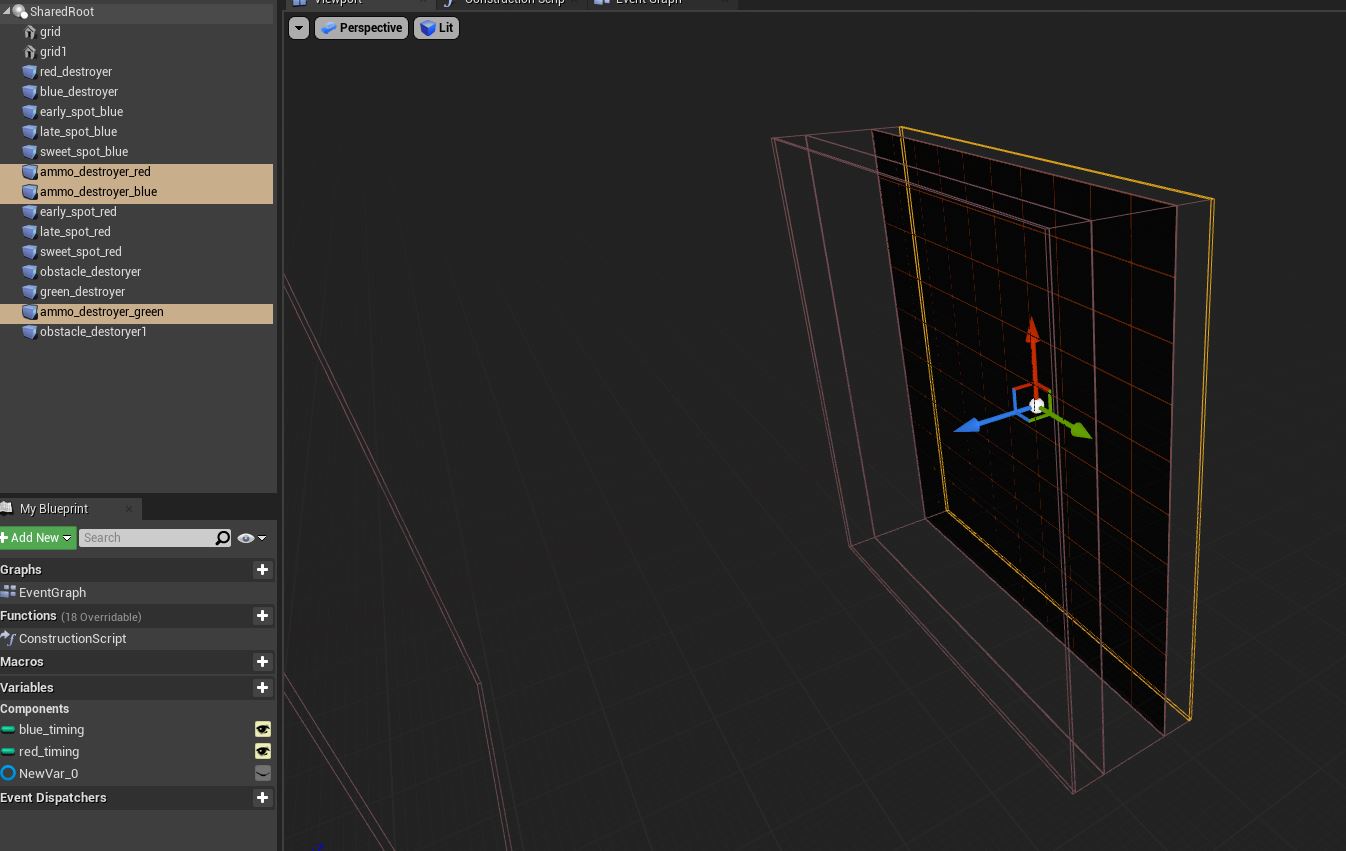 Viewport
Construction Scrip
Event Graph
SharedRoot
grid
grid1
red_destroyer
blue_destroyer
early_spot_blue
late_spot_blue
sweet_spot_blue
ammo_destroyer_red
ammo_destroyer_blue
early_spot_red
late_spot_red
sweet_spot_red
obstacle_destoryer
green_destroyer
ammo_destroyer_green
obstacle_destoryer1
Perspective
Lit
My Blueprint
Add New
Search
Graphs
EventGraph
Functions (18 Overridable)
ConstructionScript
Macros
Variables
Components
blue_timing
red_timing
NewVar_0
Event Dispatchers